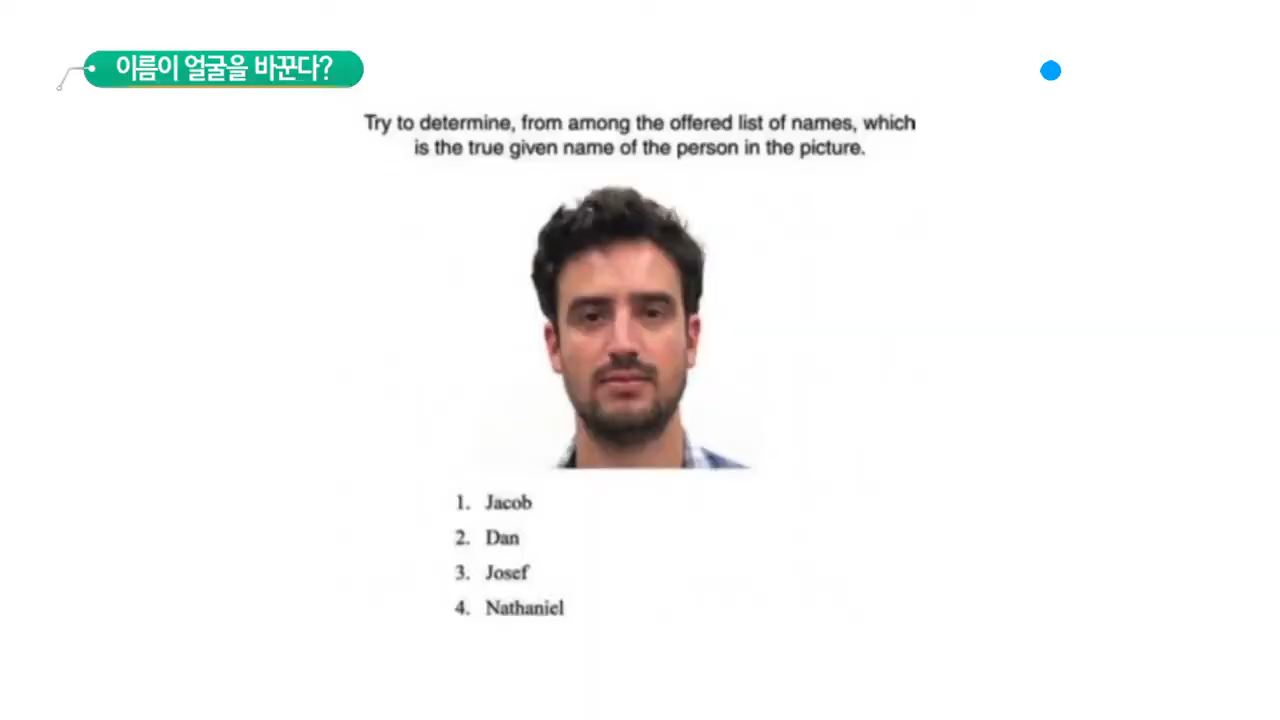 이름이 얼굴을 바꾼다?
Try to determine, from among the offered list of names, which
is the true given name of the person in the picture.
1. Jacob
2. Dan
3. Josef
4. Nathaniel